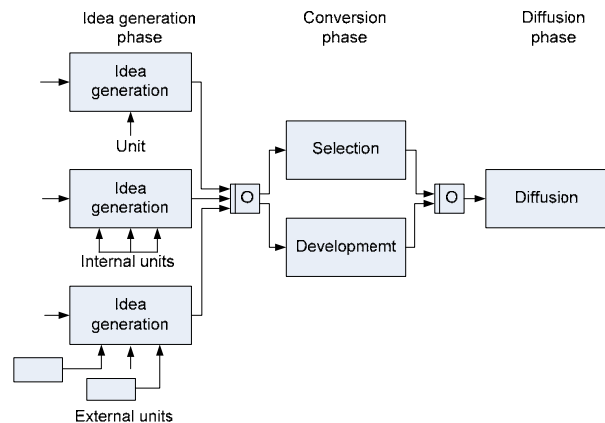 Idea generation
phase
Conversion
phase
Diffusion
phase
Idea
generation
Unit
Idea
generation
Internal units
Idea
generation
External units
O
Selection
Developmemt
O
Diffusion